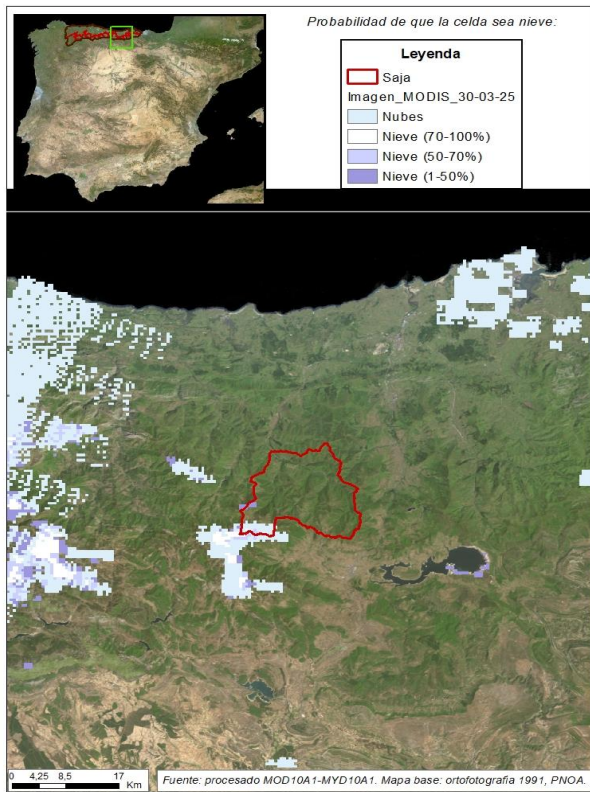 Probabilidad de que la celda sea nieve:
Leyenda
Saja
Imagen_MODIS_30-03-25
Nubes
Nieve (70-100%)
Nieve (50-70%)
Nieve (1-50%)
0 4,25 8,5 17
Km
Fuente: procesado MOD10A1-MYD10A1. Mapa base: ortofotografia 1991, PNOA.